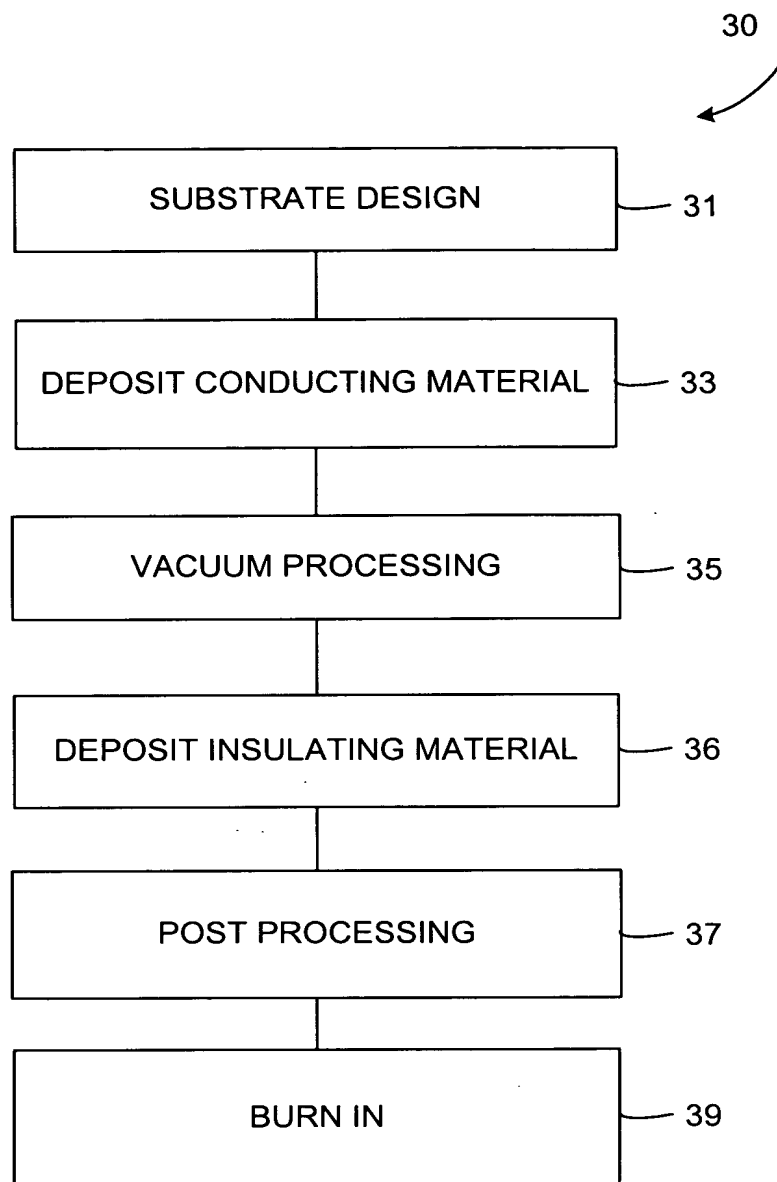 30
SUBSTRATE DESIGN
31
DEPOSIT CONDUCTING MATERIAL
33
VACUUM PROCESSING
35
DEPOSIT INSULATING MATERIAL
36
POST PROCESSING
37
BURN IN
39